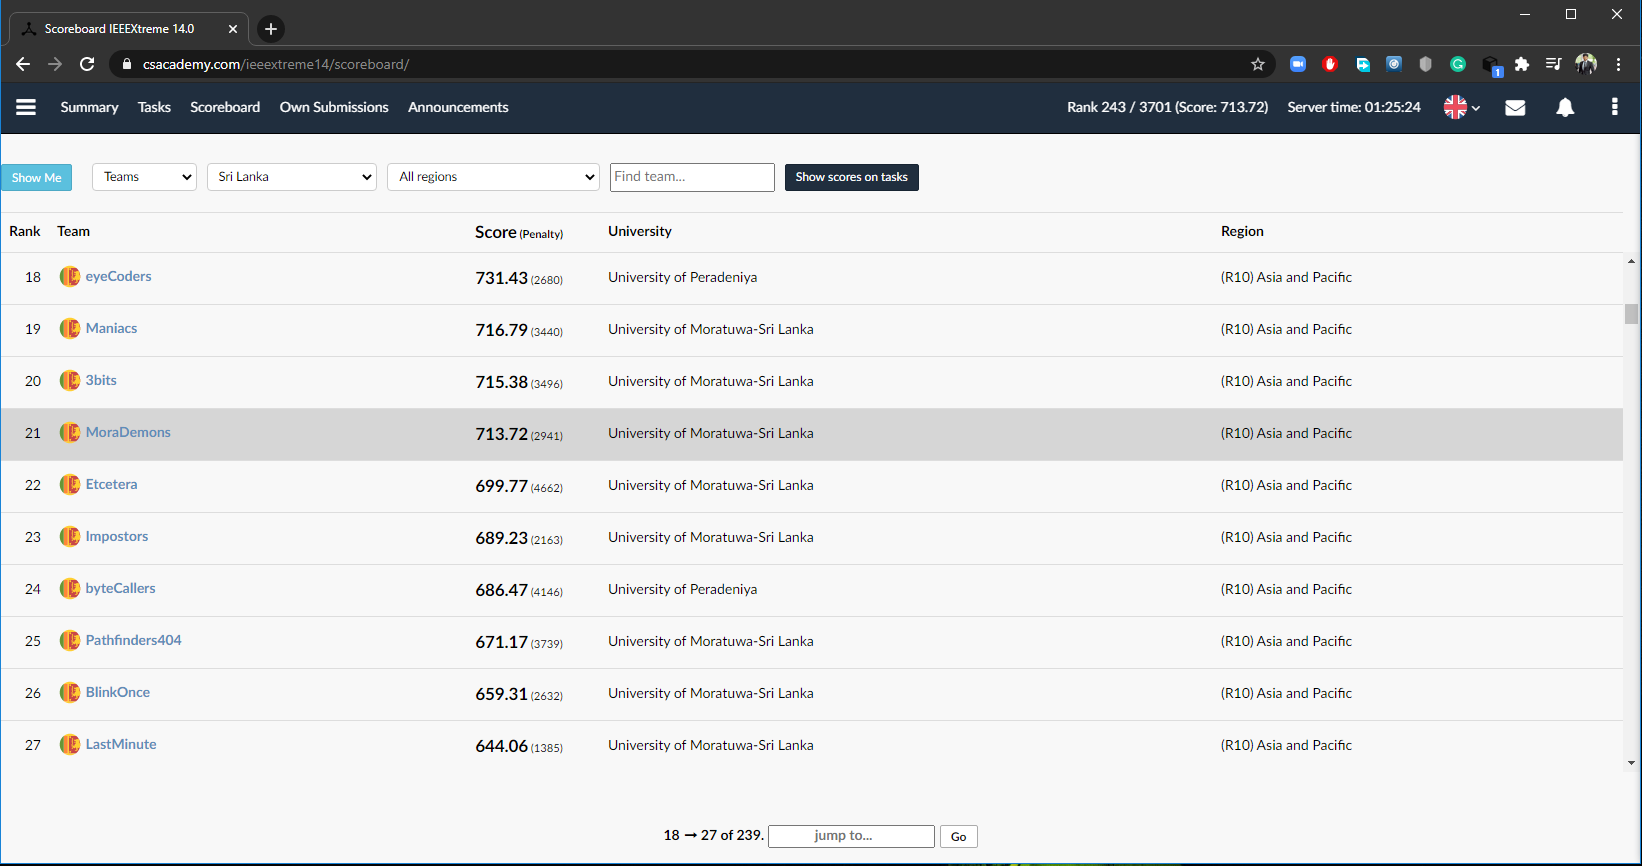 Scoreboard IEEEXtreme 14.0
csacademy.com/ieeextreme14/scoreboard/
1
Summary Tasks Scoreboard Own Submissions Announcements Rank 243 / 3701 (Score: 713.72) Server time: 01:25:24
Show Me Teams Sri Lanka All regions Find team... Show scores on tasks
Rank Team Score (Penalty) University Region
18 eyeCoders 731.43 (2680) University of Peradeniya (R10) Asia and Pacific
19 Maniacs 716.79 (3440) University of Moratuwa-Sri Lanka (R10) Asia and Pacific
20 3bits 715.38 (3496) University of Moratuwa-Sri Lanka (R10) Asia and Pacific
21 MoraDemons 713.72 (2941) University of Moratuwa-Sri Lanka (R10) Asia and Pacific
22 Etcetera 699.77 (4662) University of Moratuwa-Sri Lanka (R10) Asia and Pacific
23 Impostors 689.23 (2163) University of Moratuwa-Sri Lanka (R10) Asia and Pacific
24 byteCallers 686.47 (4146) University of Peradeniya (R10) Asia and Pacific
25 Pathfinders404 671.17 (3739) University of Moratuwa-Sri Lanka (R10) Asia and Pacific
26 BlinkOnce 659.31 (2632) University of Moratuwa-Sri Lanka (R10) Asia and Pacific
27 LastMinute 644.06 (1385) University of Moratuwa-Sri Lanka (R10) Asia and Pacific
18 → 27 of 239. jump to... Go